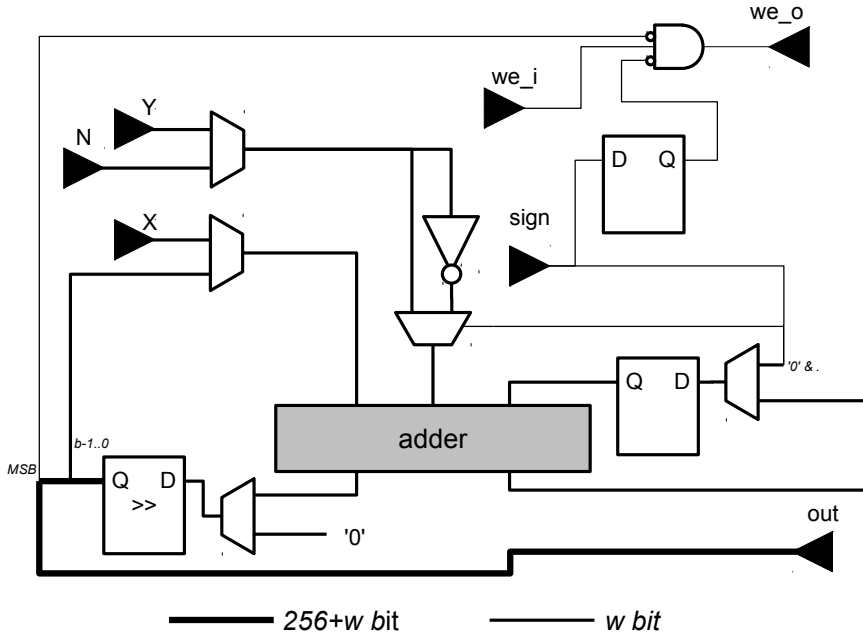 we_o
we_i
Y
N
D Q
X
sign
'0' & .
Q D
adder
b-1..0
MSB
Q D
>>
'0'
out
256+w bit
w bit